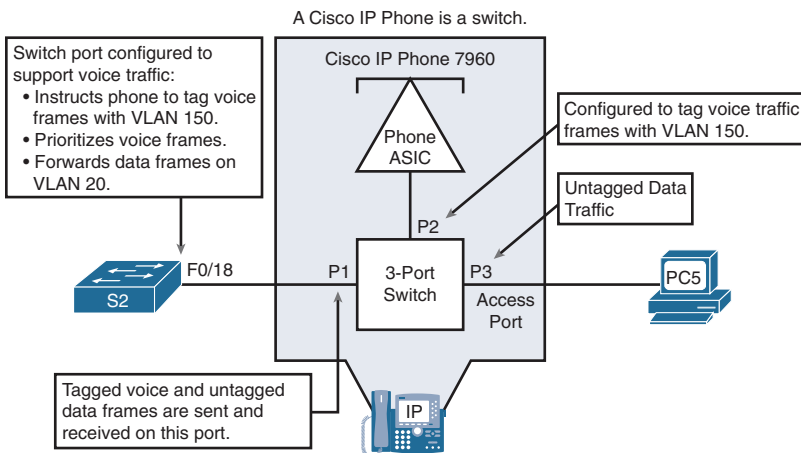 A Cisco IP Phone is a switch.
Switch port configured to
support voice traffic:
• Instructs phone to tag voice
frames with VLAN 150.
• Prioritizes voice frames.
• Forwards data frames on
VLAN 20.
Cisco IP Phone 7960
Phone
ASIC
Configured to tag voice traffic
frames with VLAN 150.
Untagged Data
Traffic
P2
F0/18
P1
3-Port
Switch
P3
Access
Port
S2
PC5
Tagged voice and untagged
data frames are sent and
received on this port.
IP